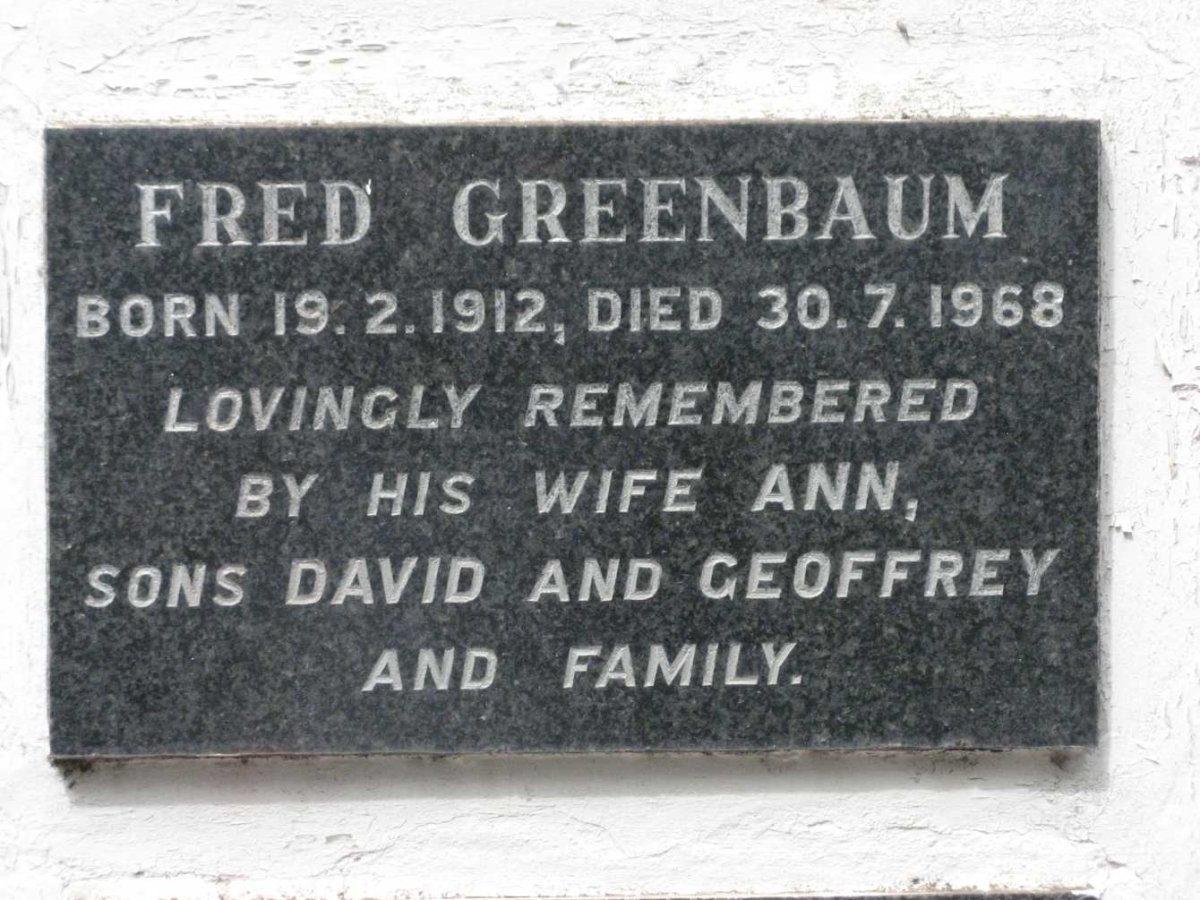 FRED GREENBAUM
BORN 19.2.1912, DIED 30.7.1968
LOVINGLY REMEMBERED
BY HIS WIFE ANN,
SONS DAVID AND GEOFFREY
AND FAMILY.